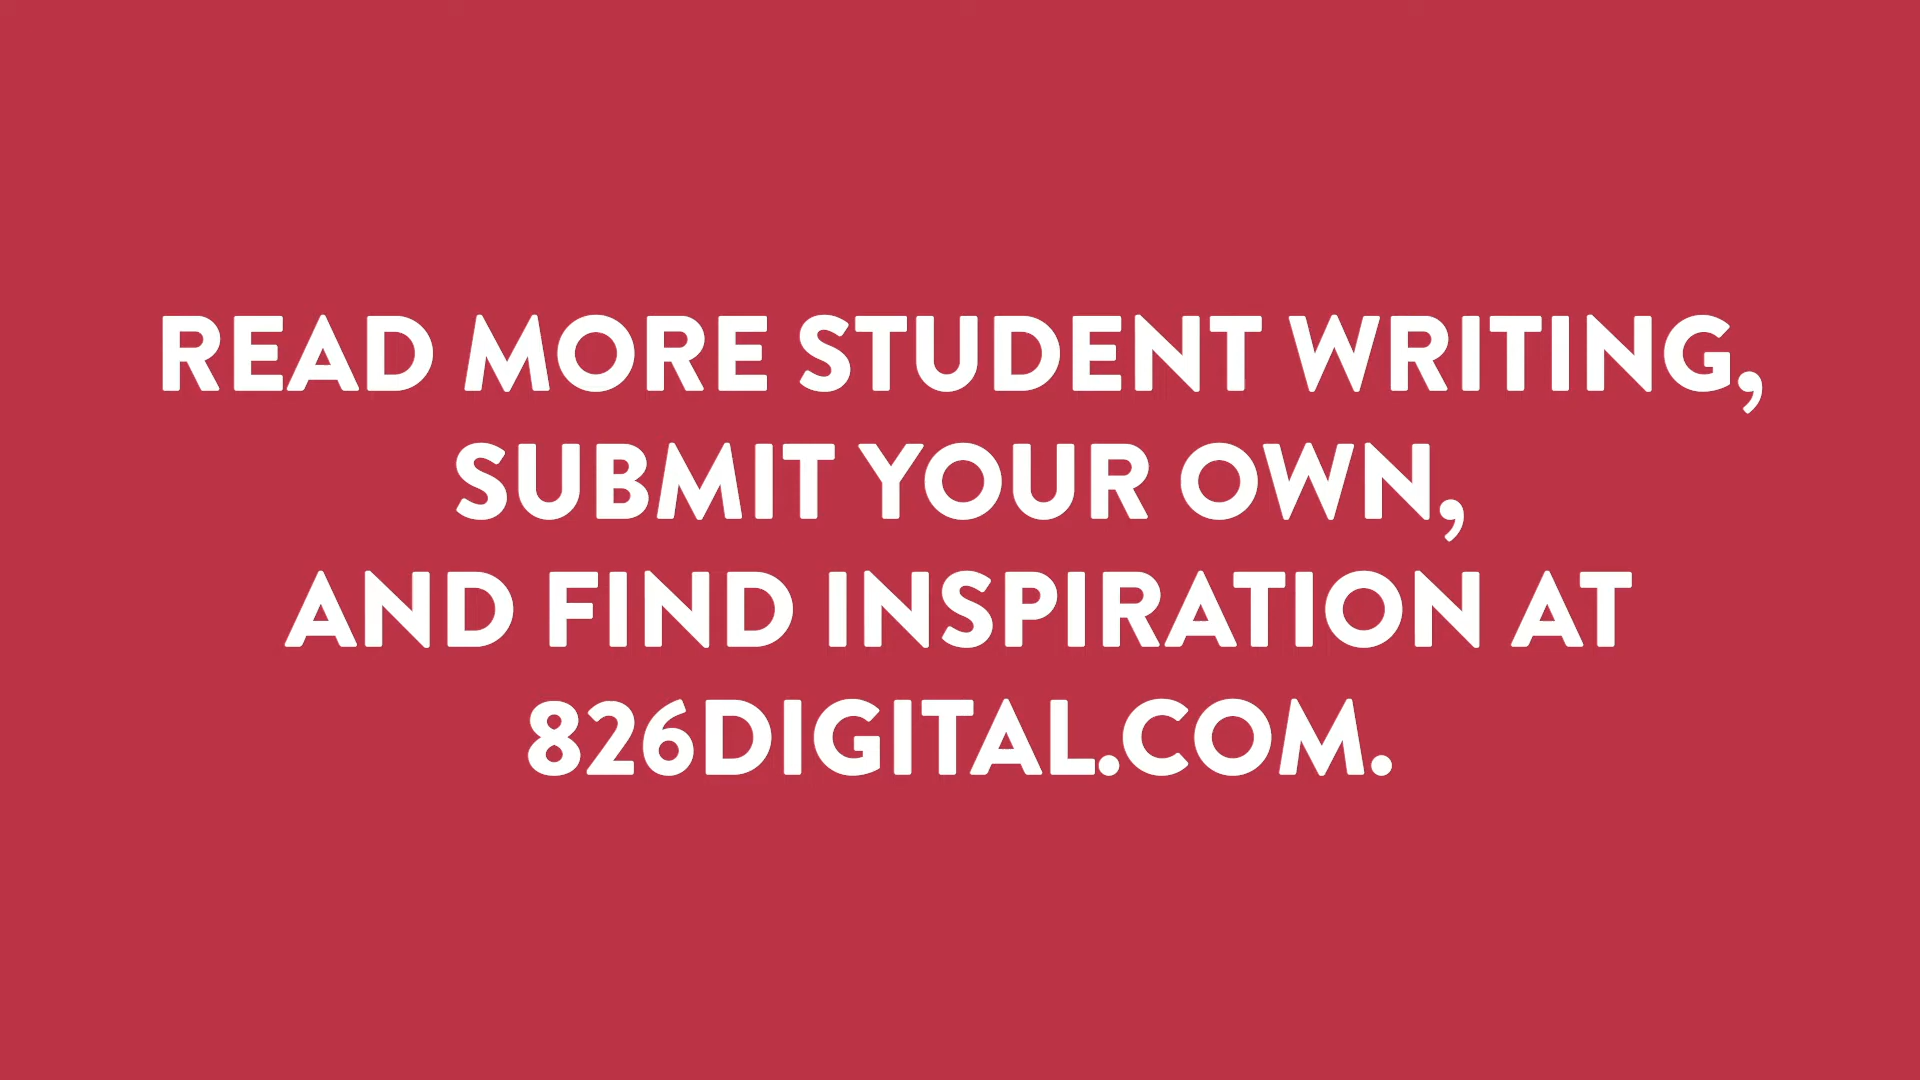 READ MORE STUDENT WRITING,
SUBMIT YOUR OWN,
AND FIND INSPIRATION AT
826DIGITAL.COM.